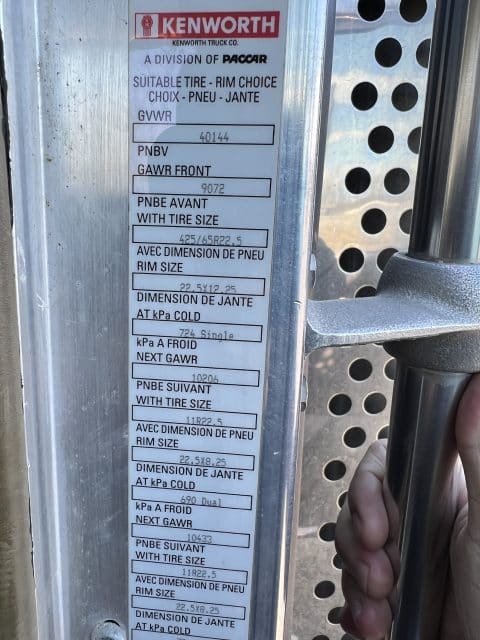 KENWORTH
KENWORTH TRUCK CO.
A DIVISION OF PACCAR
SUITABLE TIRE - RIM CHOICE
CHOIX - PNEU - JANTE
GVWR
40144
PNBV
GAWR FRONT
9072
PNBE AVANT
WITH TIRE SIZE
425/65R22.5
AVEC DIMENSION DE PNEU
RIM SIZE
22.5X12.25
DIMENSION DE JANTE
AT kPa COLD
724 Single
kPa A FROID
NEXT GAWR
10206
PNBE SUIVANT
WITH TIRE SIZE
11R22.5
AVEC DIMENSION DE PNEU
RIM SIZE
22.5X8.25
DIMENSION DE JANTE
AT kPa COLD
690 Dual
kPa A FROID
NEXT GAWR
10433
PNBE SUIVANT
WITH TIRE SIZE
11R22.5
AVEC DIMENSION DE PNEU
RIM SIZE
22.5X8.25
DIMENSION DE JANTE
AT kPa COLD